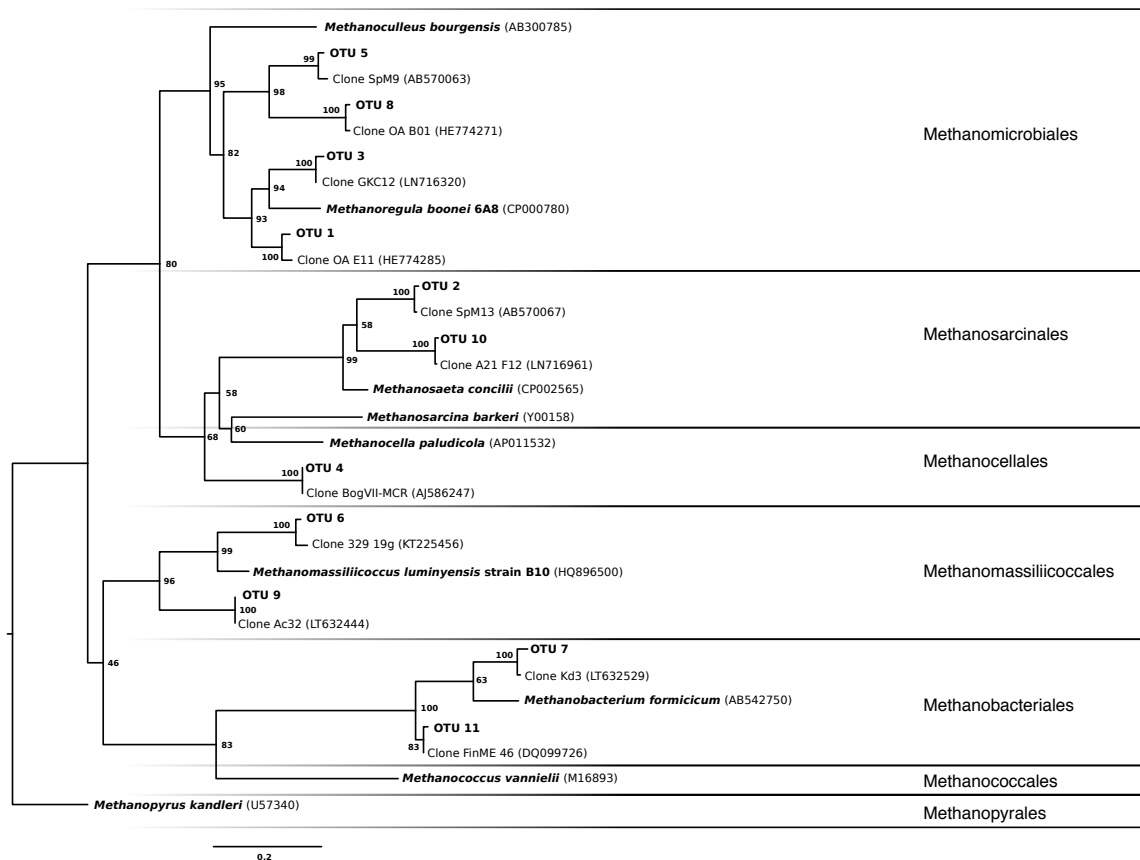 Methanoculleus bourgensis (AB300785)
OTU 5
99
Clone SpM9 (AB570063)
95
98
OTU 8
100
Clone OA B01 (HE774271)
Methanomicrobiales
82
OTU 3
100
Clone GKC12 (LN716320)
94
Methanoregula boonei 6A8 (CP000780)
93
OTU 1
100
Clone OA E11 (HE774285)
80
OTU 2
100
Clone SpM13 (AB570067)
58
Methanosarcinales
OTU 10
100
99
Clone A21 F12 (LN716961)
Methanosaeta concilii (CP002565)
58
Methanosarcina barkeri (Y00158)
60
68
Methanocella paludicola (AP011532)
Methanocellales
OTU 4
100
Clone BogVII-MCR (AJ586247)
OTU 6
100
Clone 329 19g (KT225456)
99
Methanomassiliicoccus luminyensis strain B10 (HQ896500)
Methanomassiliicoccales
96
OTU 9
100
Clone Ac32 (LT632444)
46
OTU 7
100
Clone Kd3 (LT632529)
63
Methanobacterium formicicum (AB542750)
Methanobacteriales
100
OTU 11
83
83
Clone FinME 46 (DQ099726)
Methanococcus vannielii (M16893)
Methanococcales
Methanopyrus kandleri (U57340)
Methanopyrales
0.2